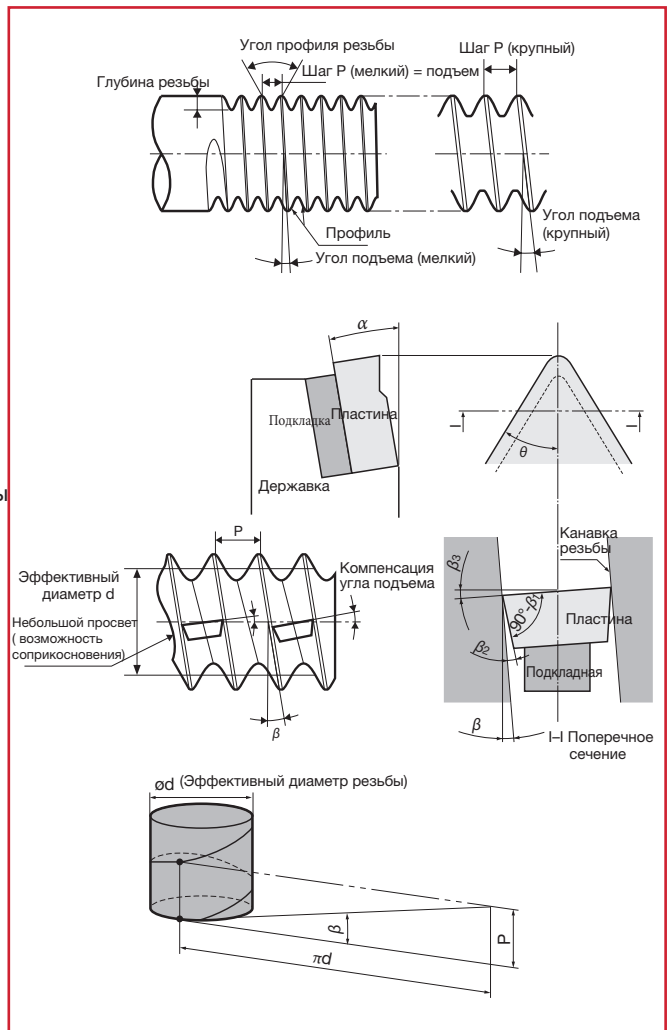 Угол профиля резьбы
Шаг P (крупный)
Шаг P (мелкий) = подъем
Глубина резьбы
Угол подъема
(крупный)
Профиль
Угол подъема (мелкий)
α
Подкладка
Пластина
Державка
I
I
θ
ы
P
Эффективный
диаметр d
Компенсация
угла подъема
Небольшой просвет
( возможность
соприкосновения)
β
Канавка
резьбы
β3
90°-β1
Пластина
β2
Подкладная
β
I–I Поперечное
сечение
ød (Эффективный диаметр резьбы)
β
P
πd